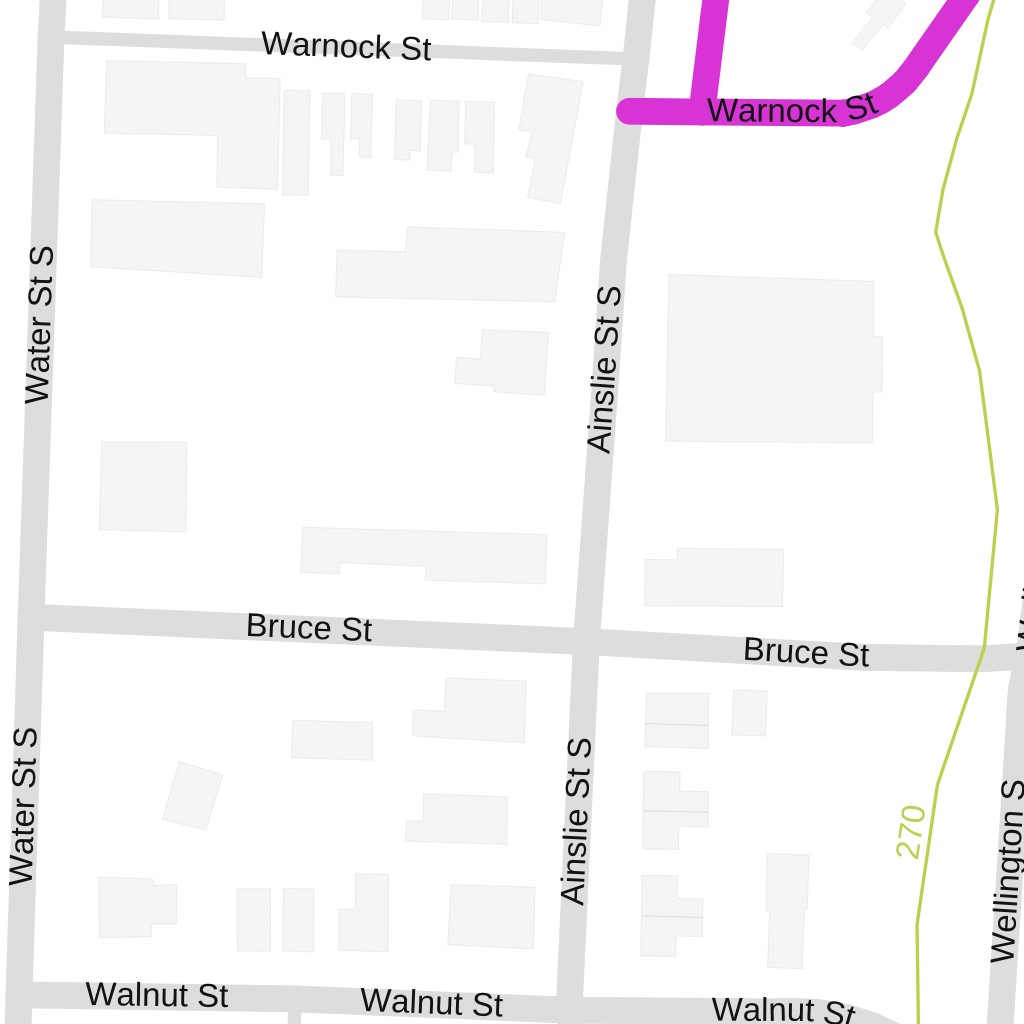 Warnock St
Warnock St
Water St S
Ainslie St S
Bruce St
Bruce St
Water St S
Ainslie St S
270
Wellington S
Walnut St
Walnut St
Walnut St